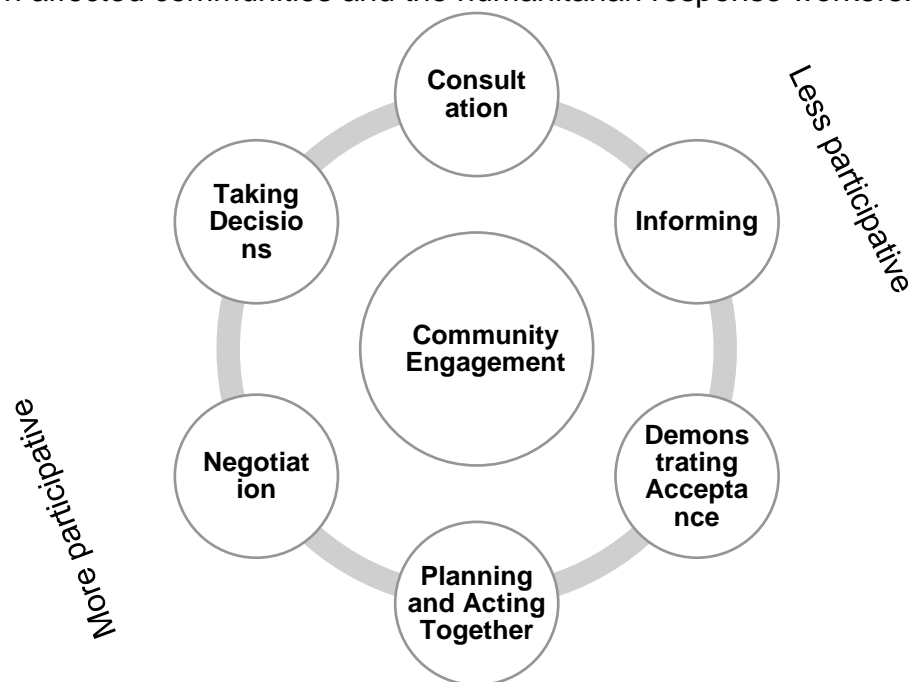 affected communities and the humanitarian response workers.
Consult
ation
Less participative
Taking
Decisio
ns
Informing
Community
Engagement
More participative
Negotiat
ion
Demons
trating
Accepta
nce
Planning
and Acting
Together